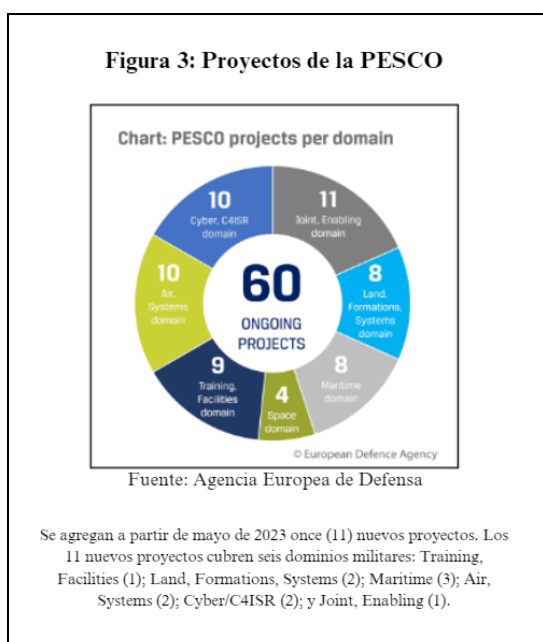 Figura 3: Proyectos de la PESCO
Chart: PESCO projects per domain
10
Cyber, C4ISR
domain
11
Joint, Enabling
domain
10
Air,
Systems
domain
60
ONGOING
PROJECTS
8
Land,
Formations,
Systems
domain
9
Training,
Facilities
domain
4
Space
domain
8
Maritime
domain
© European Defence Agency
Fuente: Agencia Europea de Defensa
Se agregan a partir de mayo de 2023 once (11) nuevos proyectos. Los
11 nuevos proyectos cubren seis dominios militares: Training,
Facilities (1); Land, Formations, Systems (2); Maritime (3); Air,
Systems (2); Cyber/C4ISR (2); y Joint, Enabling (1).